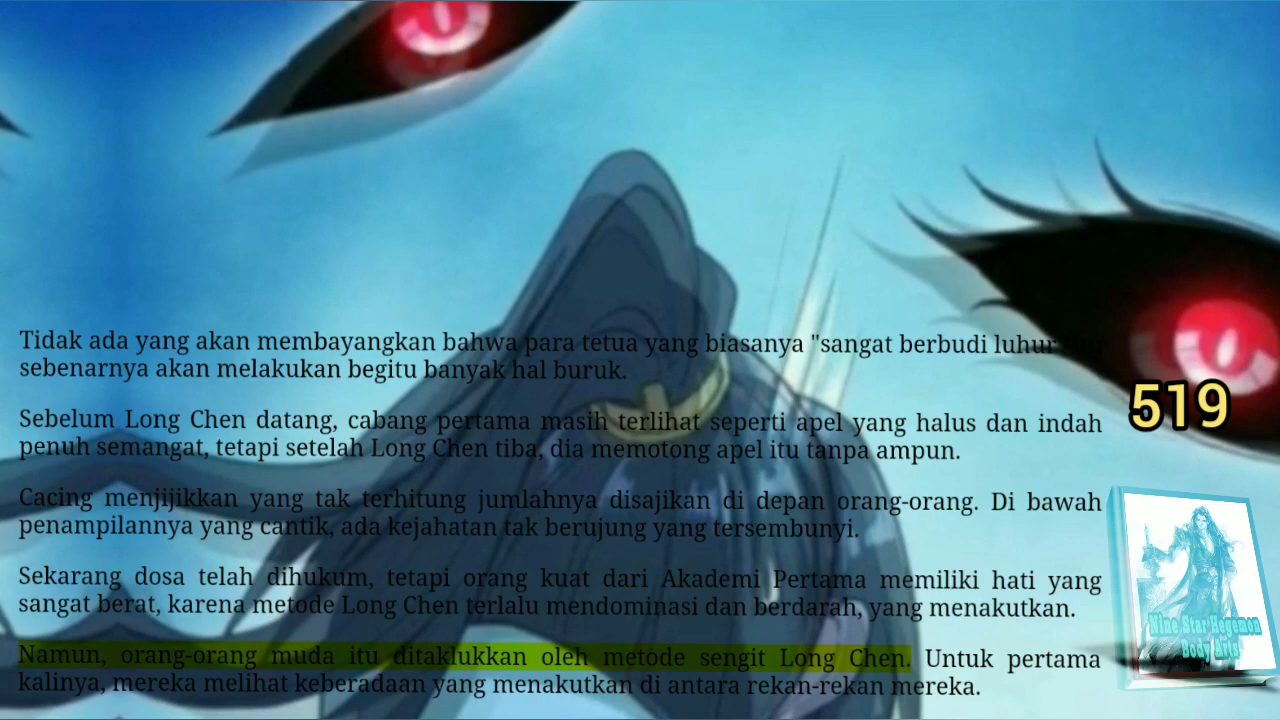 Tidak ada yang akan membayangkan bahwa para tetua yang biasanya "sangat berbudi luhur" itu
sebenarnya akan melakukan begitu banyak hal buruk.
Sebelum Long Chen datang, cabang pertama masih terlihat seperti apel yang halus dan indah
penuh semangat, tetapi setelah Long Chen tiba, dia memotong apel itu tanpa ampun.
Cacing menjijikkan yang tak terhitung jumlahnya disajikan di depan orang-orang. Di bawah
penampilannya yang cantik, ada kejahatan tak berujung yang tersembunyi.
Sekarang dosa telah dihukum, tetapi orang kuat dari Akademi Pertama memiliki hati yang
sangat berat, karena metode Long Chen terlalu mendominasi dan berdarah, yang menakutkan.
Namun, orang-orang muda itu ditaklukkan oleh metode sengit Long Chen. Untuk pertama
kalinya, mereka melihat keberadaan yang menakutkan di antara rekan-rekan mereka.
519
Nine Star Hegemon
Body Arts